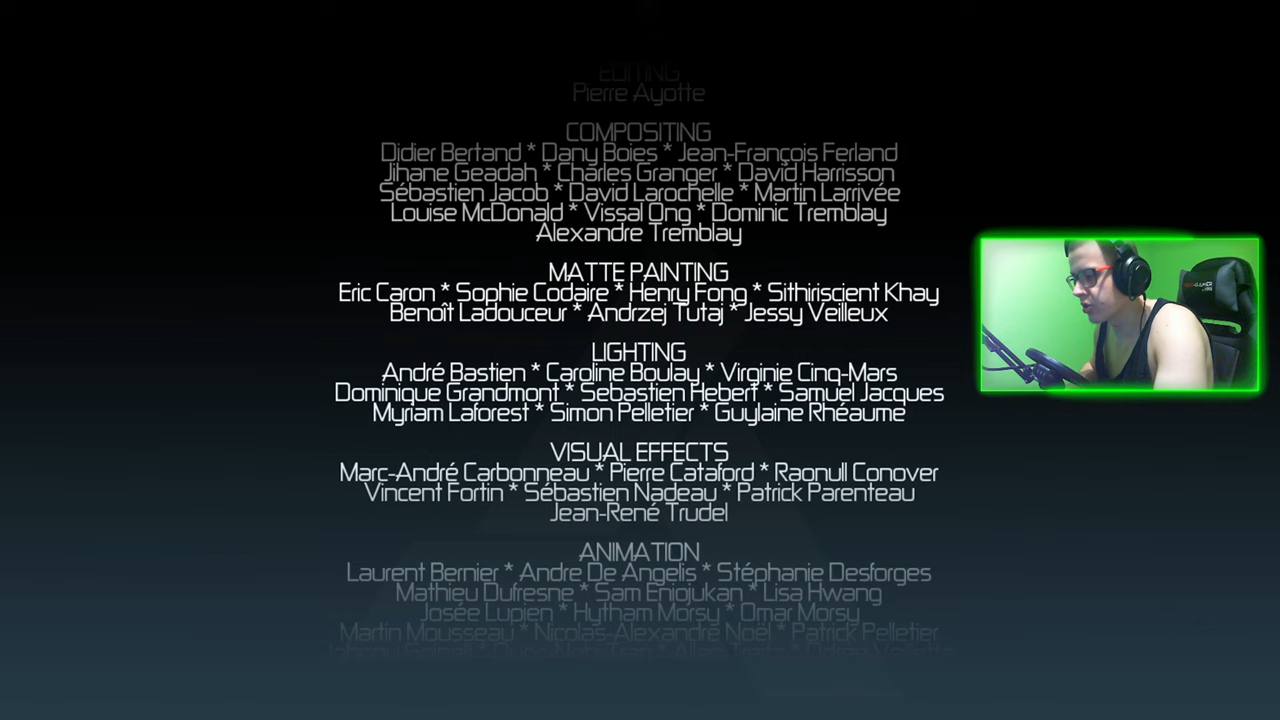 EDITING
Pierre Ayotte
COMPOSITING
Didier Bertand * Dany Boies * Jean-François Ferland
Jihane Geadah * Charles Granger * David Harrisson
Sébastien Jacob * David Larochelle * Martin Larrivée
Louise McDonald * Vissal Ong * Dominic Tremblay
Alexandre Tremblay
MATTE PAINTING
Eric Caron * Sophie Codaire * Henry Fong * Sithiriscient Khay
Benoît Ladouceur * Andrzej Tutaj * Jessy Veilleux
LIGHTING
André Bastien * Caroline Boulay * Virginie Cinq-Mars
Dominique Grandmont * Sebastien Hebert * Samuel Jacques
Myriam Laforest * Simon Pelletier * Guylaine Rhéaume
VISUAL EFFECTS
Marc-André Carbonneau * Pierre Cataford * Raonull Conover
Vincent Fortin * Sébastien Nadeau * Patrick Parenteau
Jean-René Trudel
ANIMATION
Laurent Bernier * Andre De Angelis * Stéphanie Desforges
Mathieu Dufresne * Sam Eniojukan * Lisa Hwang
Josée Lupien * Hytham Morsy * Omar Morsy
Martin Mousseau * Nicolas-Alexandre Noël * Patrick Pelletier